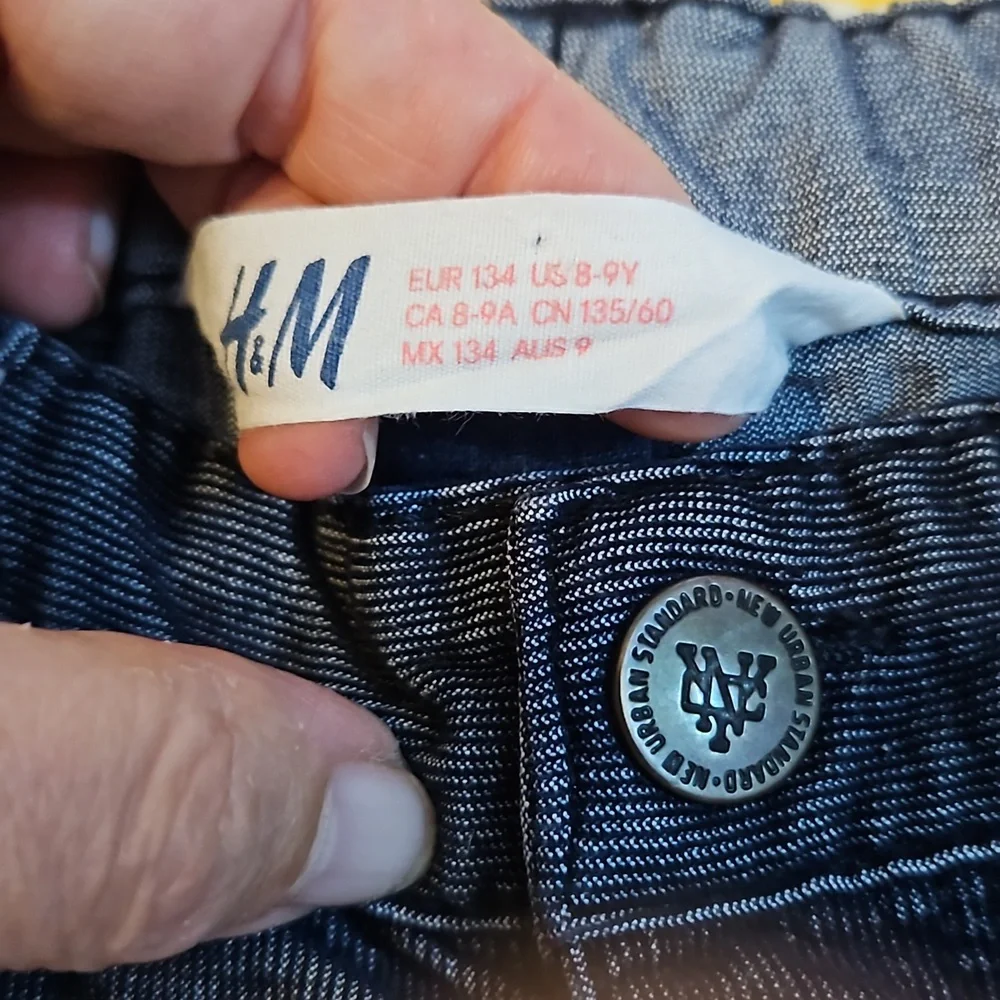 H&M
EUR 134 US 8-9Y
CA 8-9A CN 135/60
MX 134 AUS 9
NEW URBAN STANDARD • NEW URBAN STANDARD •